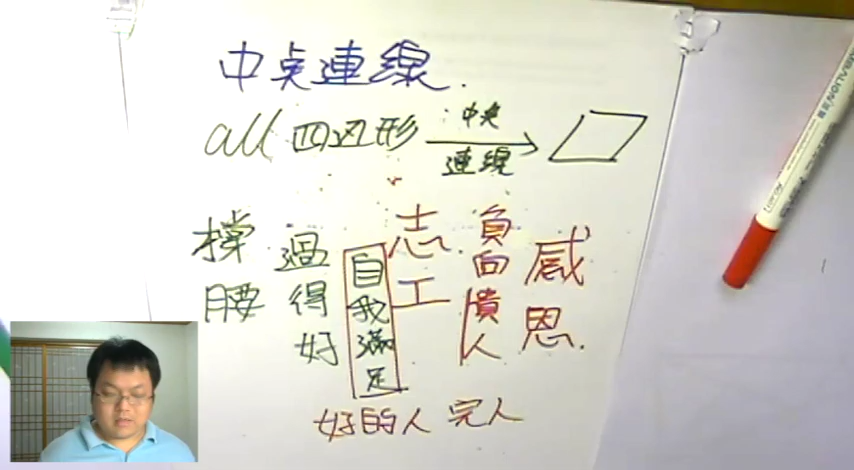 中点連線.
all 四边形 中点連線
撐腰
過得好
自我滿足
志工
負向貴人
感恩.
好的人 完人